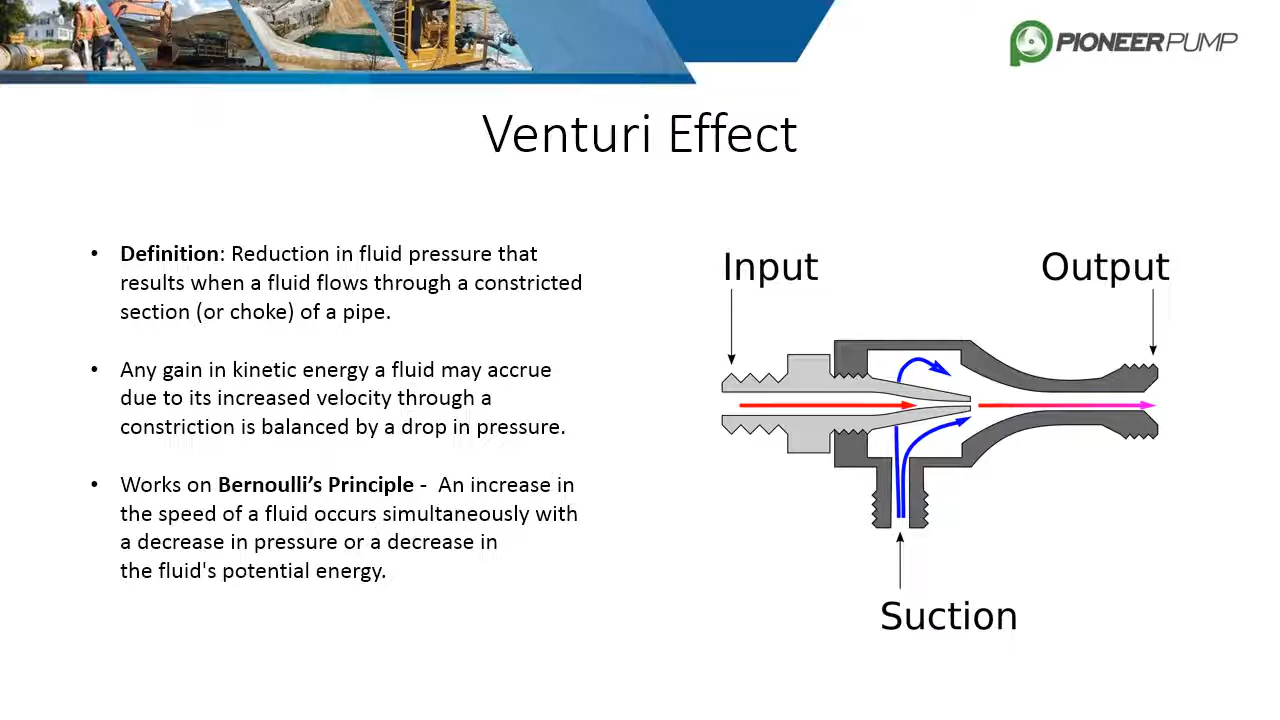 PIONEERPUMP
Venturi Effect
• Definition: Reduction in fluid pressure that
results when a fluid flows through a constricted
section (or choke) of a pipe.
• Any gain in kinetic energy a fluid may accrue
due to its increased velocity through a
constriction is balanced by a drop in pressure.
• Works on Bernoulli’s Principle - An increase in
the speed of a fluid occurs simultaneously with
a decrease in pressure or a decrease in
the fluid's potential energy.
Input
Output
Suction